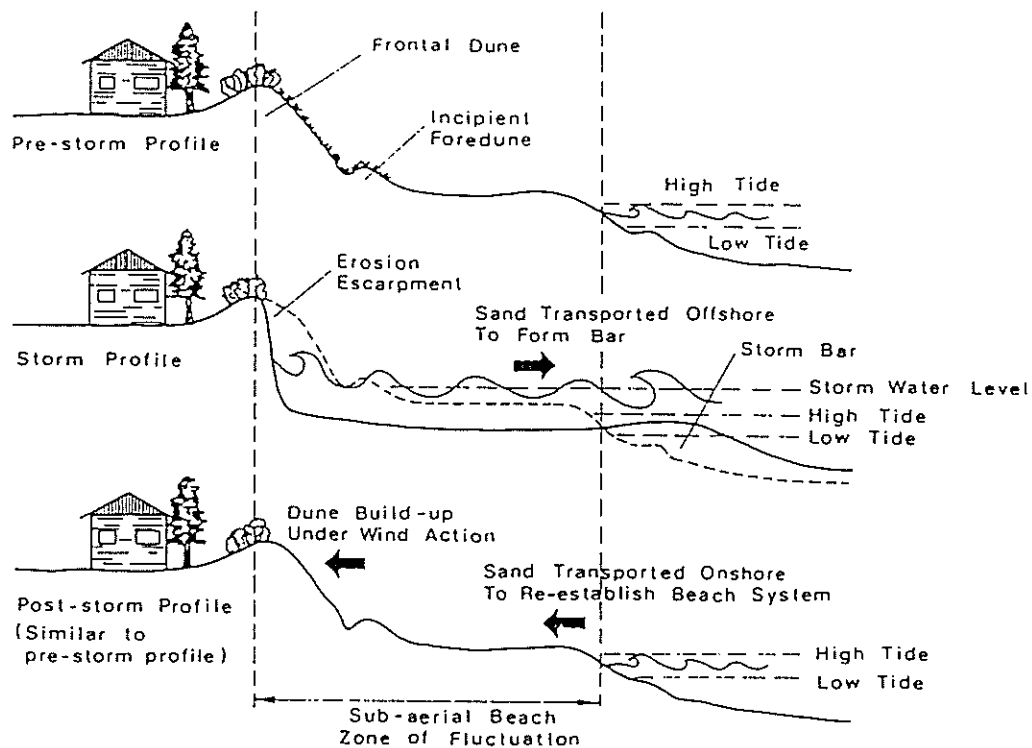 Frontal Dune
Incipient
Foredune
Pre-storm Profile
High Tide
Low Tide
Erosion
Escarpment
Sand Transported Offshore
To Form Bar
Storm Bar
Storm Profile
Storm Water Level
High Tide
Low Tide
Dune Build-up
Under Wind Action
Sand Transported Onshore
To Re-establish Beach System
Post-storm Profile
(Similar to
pre-storm profile)
High Tide
Low Tide
Sub-aerial Beach
Zone of Fluctuation